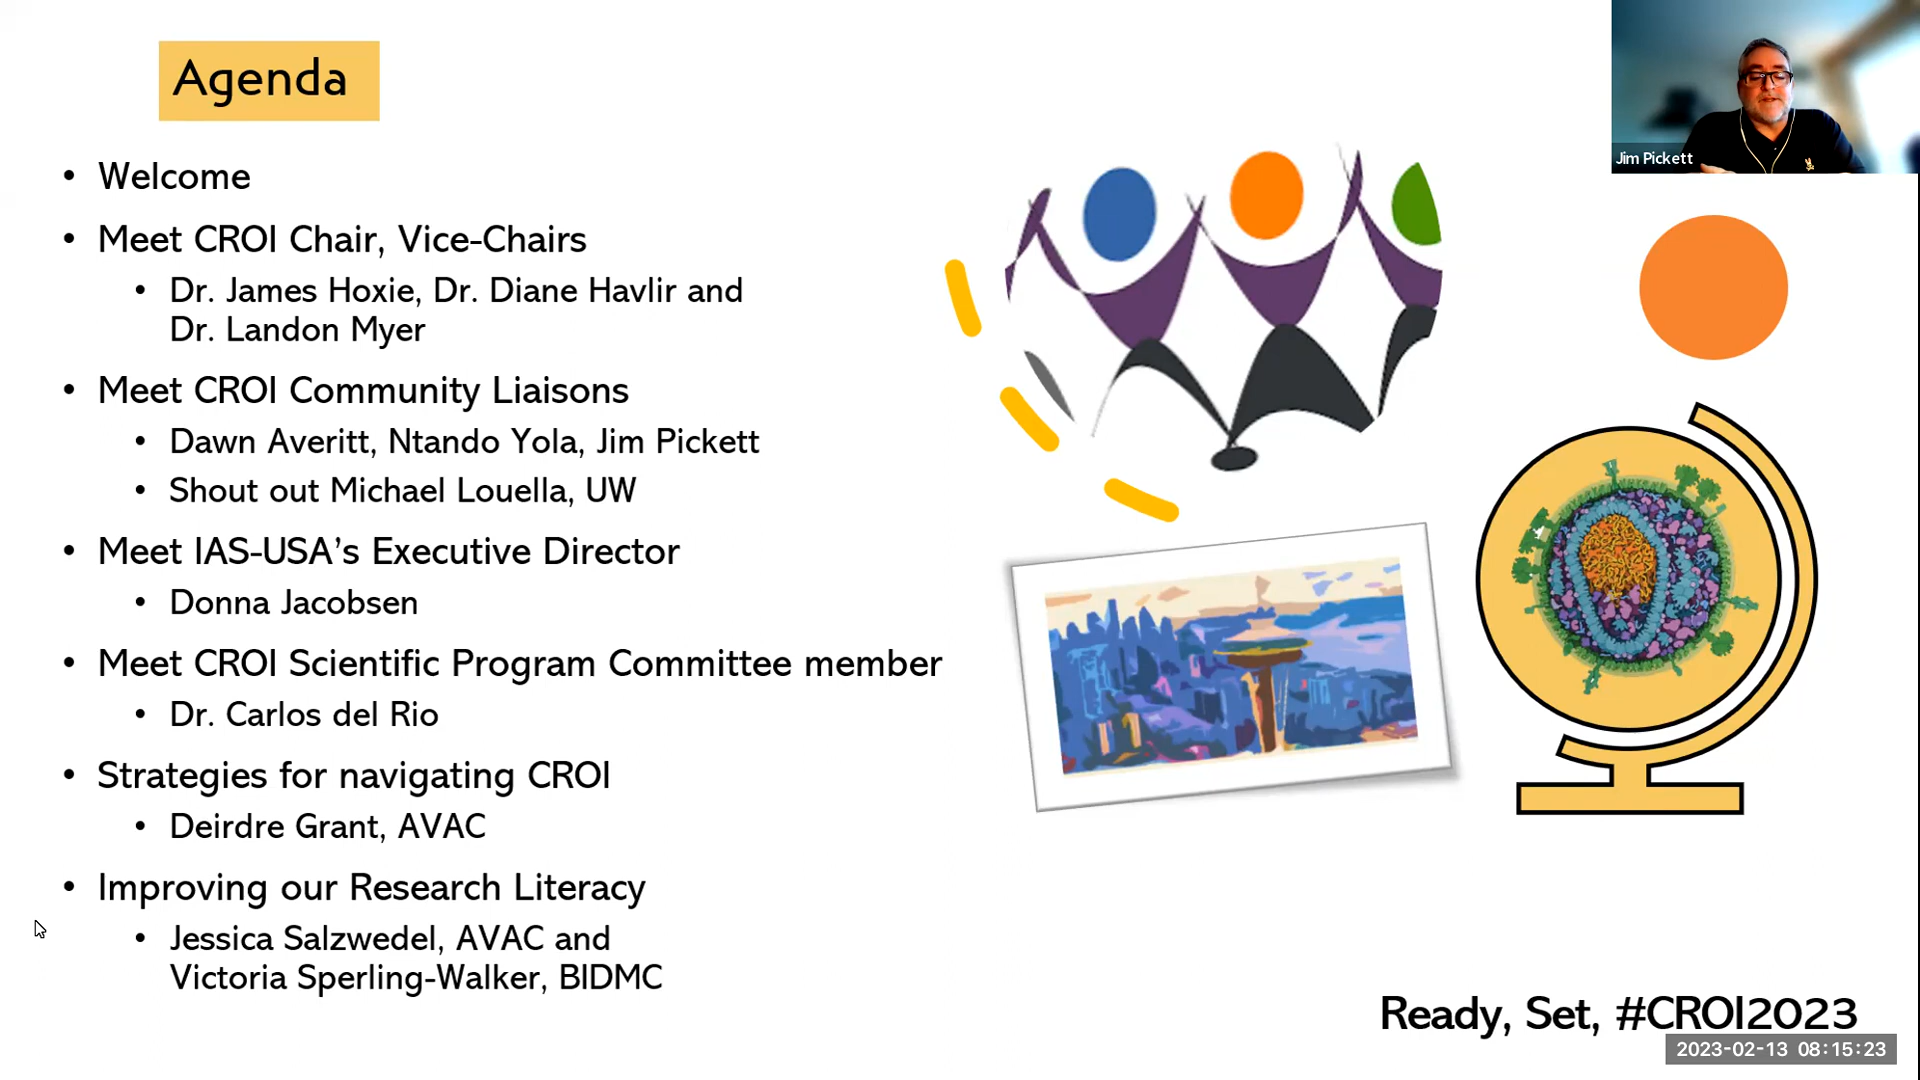 Agenda
Jim Pickett
• Welcome
• Meet CROI Chair, Vice-Chairs
• Dr. James Hoxie, Dr. Diane Havlir and
Dr. Landon Myer
• Meet CROI Community Liaisons
• Dawn Averitt, Ntando Yola, Jim Pickett
• Shout out Michael Louella, UW
• Meet IAS-USA's Executive Director
• Donna Jacobsen
• Meet CROI Scientific Program Committee member
• Dr. Carlos del Rio
• Strategies for navigating CROI
• Deirdre Grant, AVAC
• Improving our Research Literacy
• Jessica Salzwedel, AVAC and
Victoria Sperling-Walker, BIDMC
Ready, Set, #CROI2023
2023-02-13 08:15:23